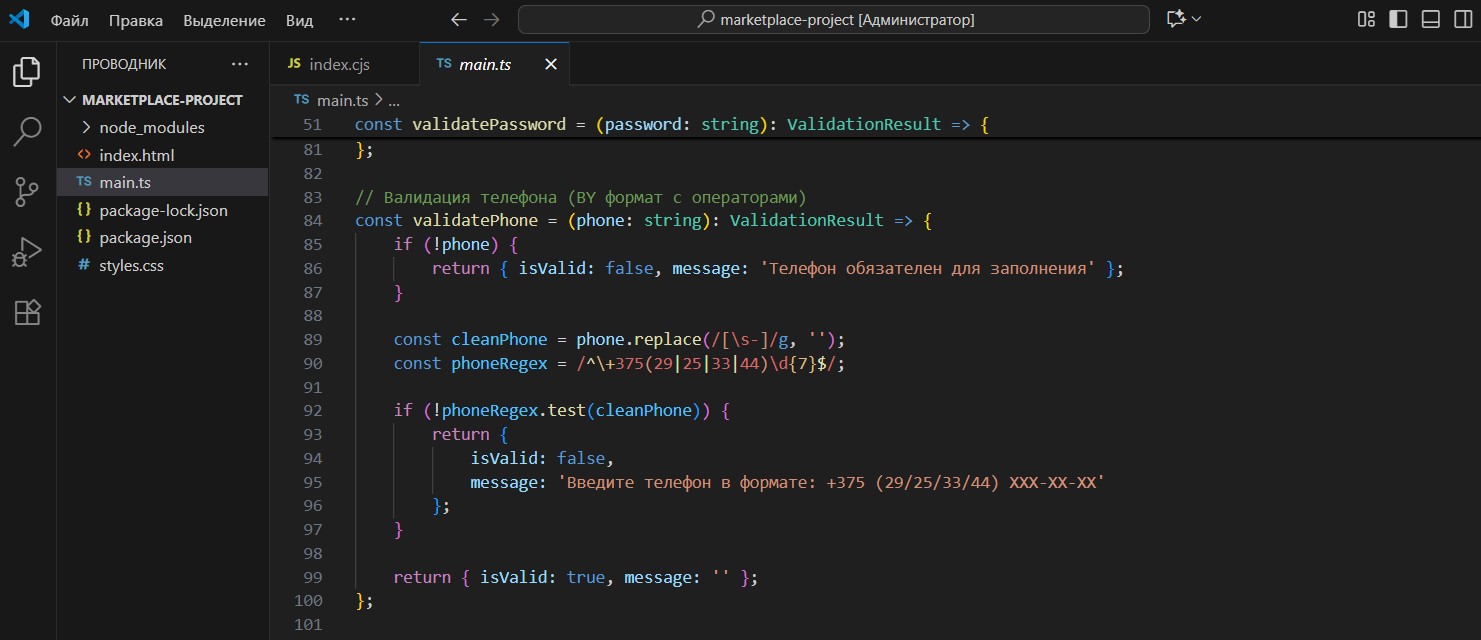 Файл Правка Выделение Вид ... marketplace-project [Администратор]
ПРОВОДНИК ...
MARKETPLACE-PROJECT
node_modules
<> index.html
TS main.ts
{} package-lock.json
{} package.json
# styles.css
JS index.cjs TS main.ts
TS main.ts > ...
51 const validatePassword = (password: string): ValidationResult => {
81 };
82
83 // Валидация телефона (BY формат с операторами)
84 const validatePhone = (phone: string): ValidationResult => {
85 if (!phone) {
86 return { isValid: false, message: 'Телефон обязателен для заполнения' };
87 }
88
89 const cleanPhone = phone.replace(/[\s-]/g, '');
90 const phoneRegex = /^\+375(29|25|33|44)\d{7}$/;
91
92 if (!phoneRegex.test(cleanPhone)) {
93 return {
94 isValid: false,
95 message: 'Введите телефон в формате: +375 (29/25/33/44) XXX-XX-XX'
96 };
97 }
98
99 return { isValid: true, message: '' };
100 };
101